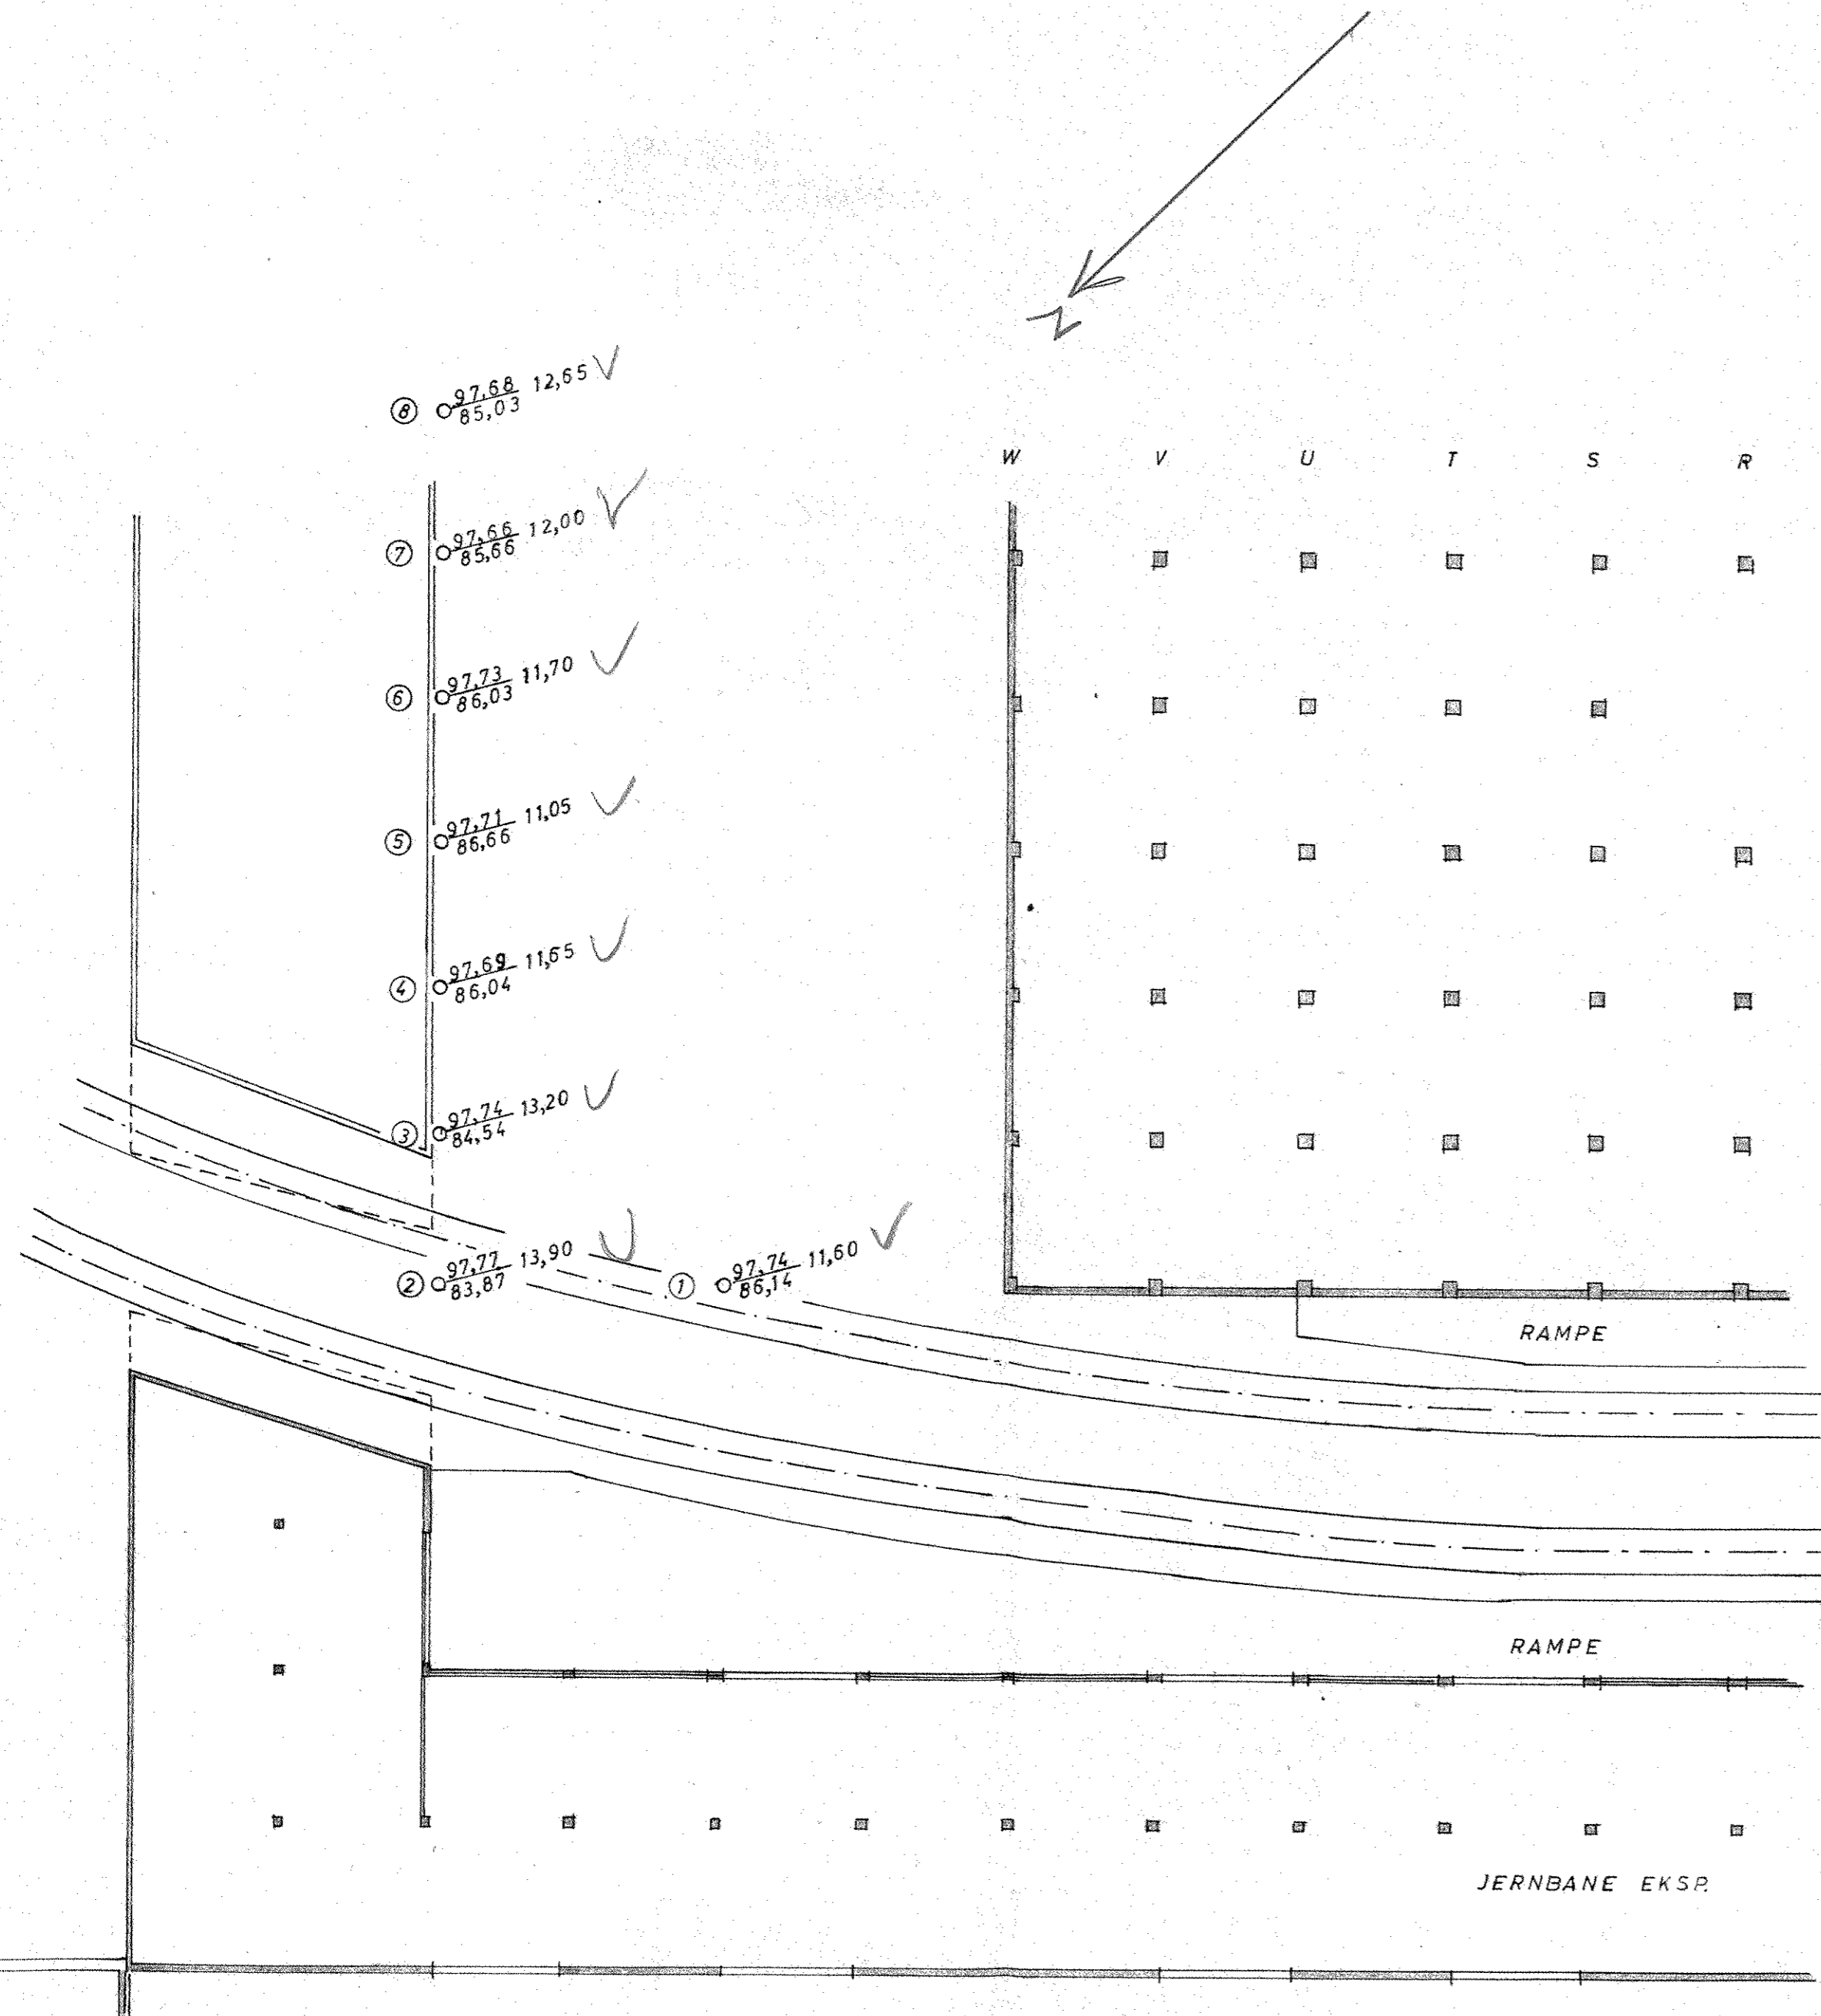 N
⑧ 97,68 12,65
85,03
W V U T S R
⑦ 97,66 12,00
85,66
⑥ 97,73 11,70
86,03
⑤ 97,71 11,05
86,66
④ 97,69 11,65
86,04
③ 97,74 13,20
84,54
② 97,77 13,90
83,87
① 97,74 11,60
86,14
RAMPE
RAMPE
JERNBANE EKSP.